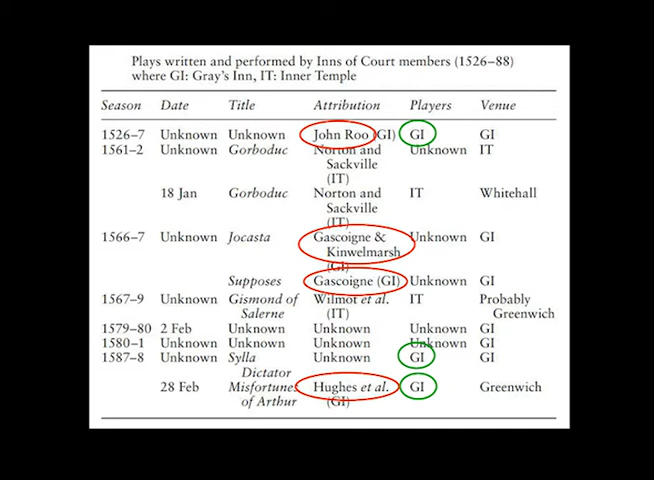 Plays written and performed by Inns of Court members (1526–88)
where GI: Gray's Inn, IT: Inner Temple
Season Date Title Attribution Players Venue
1526–7 Unknown Unknown John Roo (GI) GI GI
1561–2 Unknown Gorboduc Norton and Unknown IT
Sackville
(IT)
18 Jan Gorboduc Norton and IT Whitehall
Sackville
(IT)
1566–7 Unknown Jocasta Gascoigne & Unknown GI
Kinwelmarsh
(GI)
Supposes Gascoigne (GI) Unknown GI
1567–9 Unknown Gismond of Wilmot et al. IT Probably
Salerne (IT) Greenwich
1579–80 2 Feb Unknown Unknown Unknown GI
1580–1 Unknown Unknown Unknown Unknown GI
1587–8 Unknown Sylla Unknown GI GI
Dictator
28 Feb Misfortunes Hughes et al. GI Greenwich
of Arthur (GI)